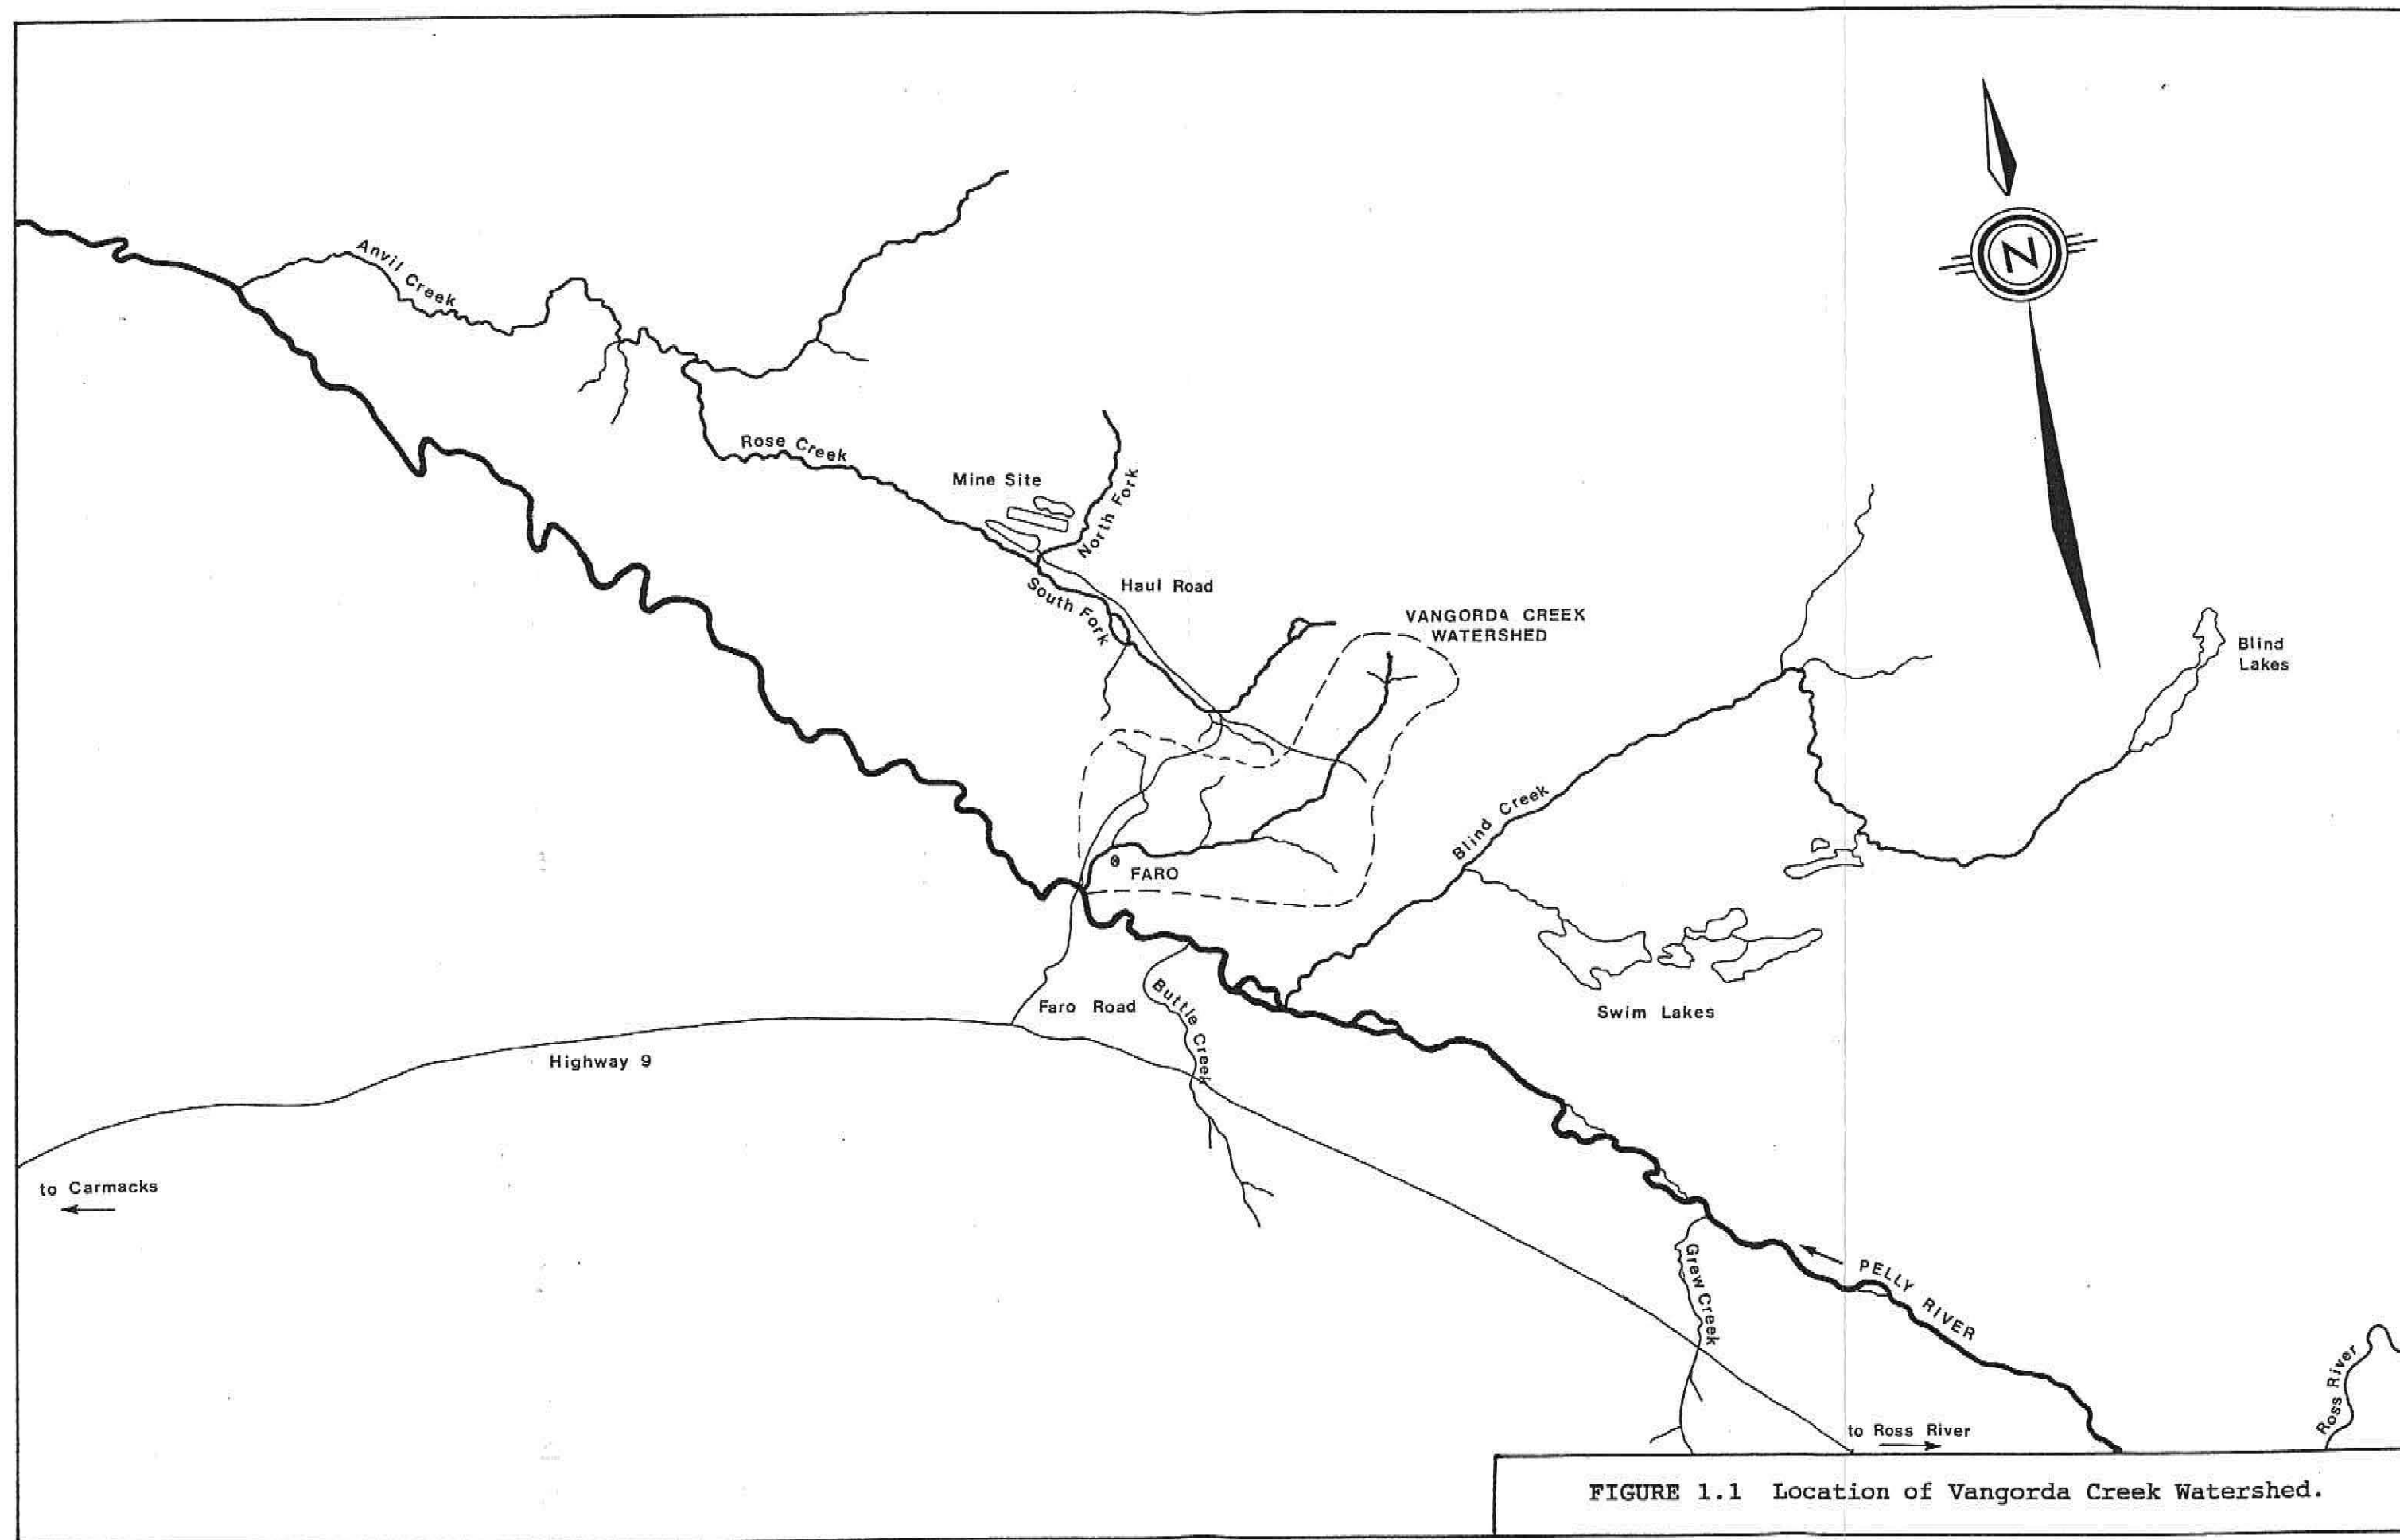 Anvil Creek
Rose Creek
Mine Site
North Fork
South Fork
Haul Road
VANGORDA CREEK
WATERSHED
N
Blind
Lakes
Blind Creek
FARO
Swim Lakes
Faro Road
Buttle Creek
Highway 9
to Carmacks
Grew Creek
PELLY RIVER
Ross River
to Ross River
FIGURE 1.1 Location of Vangorda Creek Watershed.